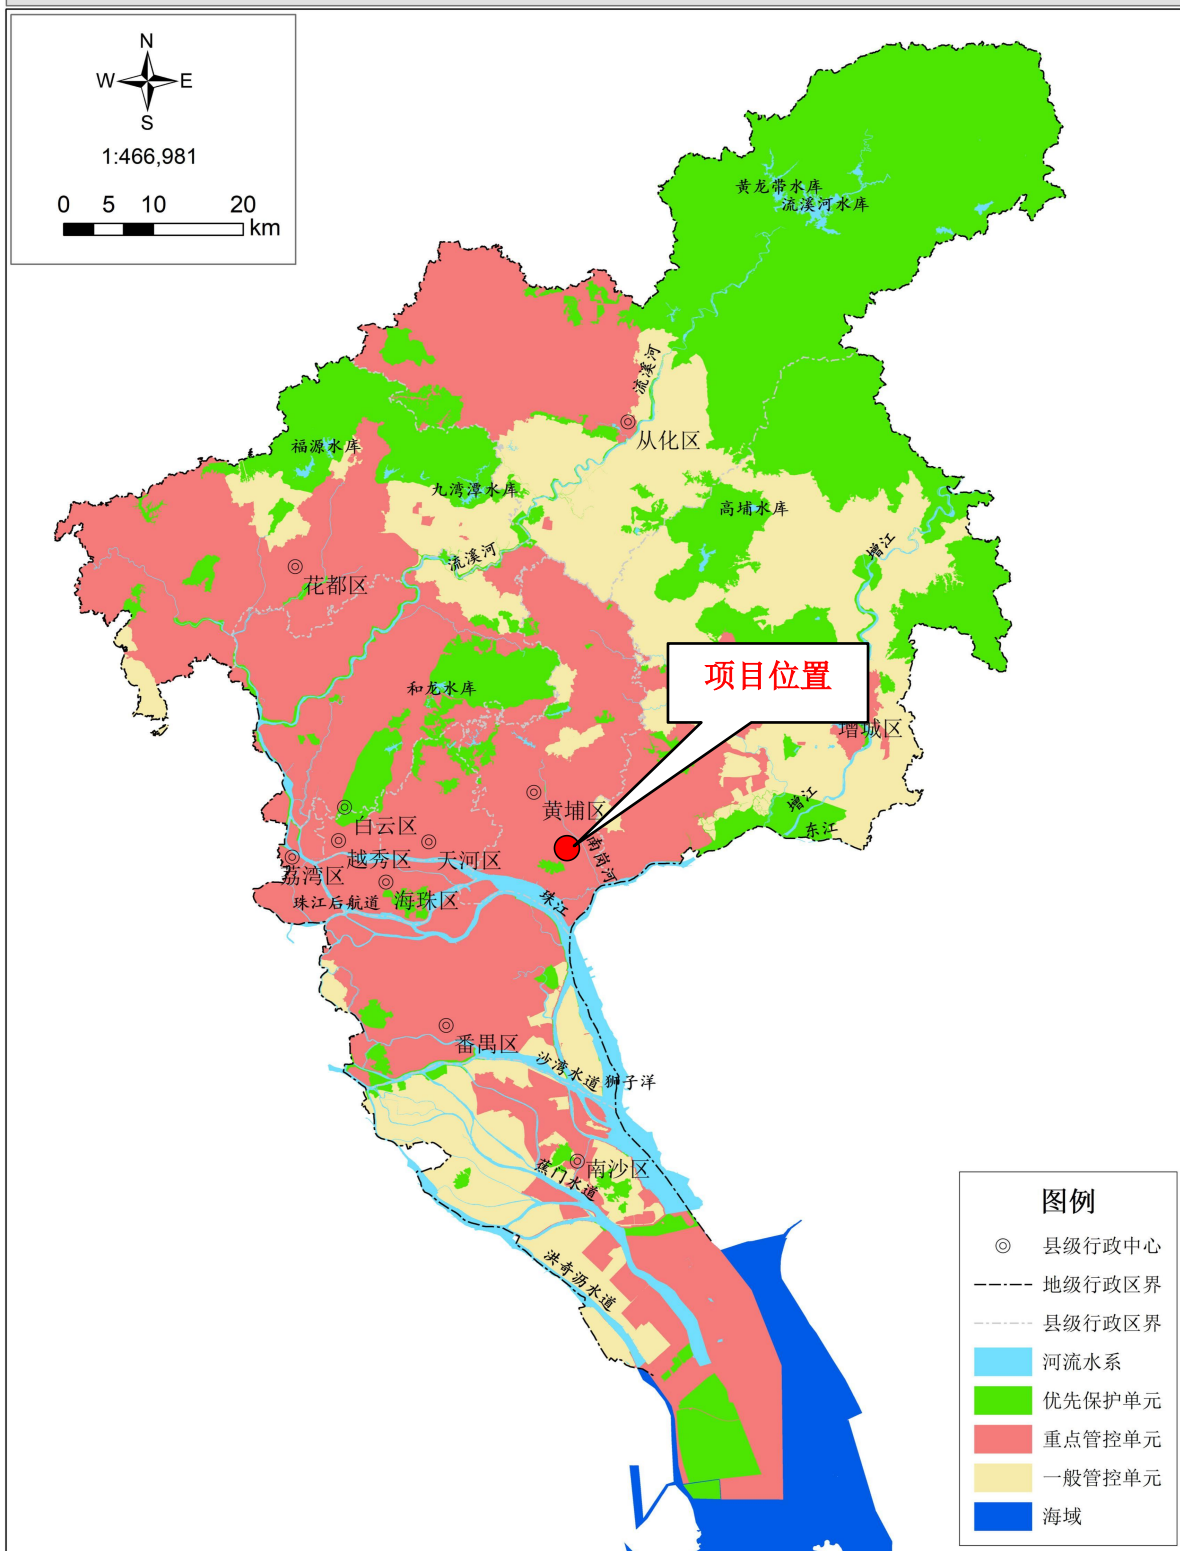 N
W E
S
1:466,981
0 5 10 20
km
黄龙带水库
流溪河水库
流溪河
从化区
福源水库
九湾潭水库
高埔水库
增江
流溪河
花都区
项目位置
和龙水库
增城区
增江
黄埔区
东江
白云区
南岗河
越秀区
天河区
荔湾区
海珠区
珠江后航道
珠江
番禺区
沙湾水道
狮子洋
南沙区
蕉门水道
洪奇沥水道
图例
县级行政中心
地级行政区界
县级行政区界
河流水系
优先保护单元
重点管控单元
一般管控单元
海域